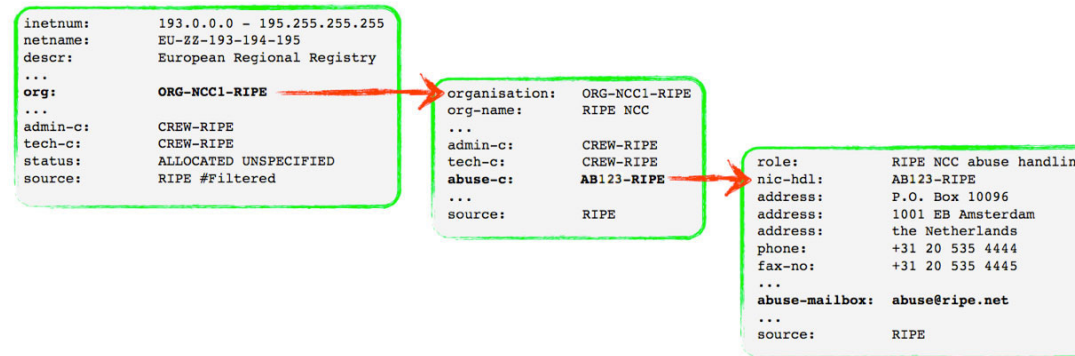 inetnum: 193.0.0.0 - 195.255.255.255
netname: EU-ZZ-193-194-195
descr: European Regional Registry
...
org: ORG-NCC1-RIPE
...
admin-c: CREW-RIPE
tech-c: CREW-RIPE
status: ALLOCATED UNSPECIFIED
source: RIPE #Filtered
organisation: ORG-NCC1-RIPE
org-name: RIPE NCC
...
admin-c: CREW-RIPE
tech-c: CREW-RIPE
abuse-c: AB123-RIPE
...
source: RIPE
role: RIPE NCC abuse handlin
nic-hdl: AB123-RIPE
address: P.O. Box 10096
address: 1001 EB Amsterdam
address: the Netherlands
phone: +31 20 535 4444
fax-no: +31 20 535 4445
...
abuse-mailbox: abuse@ripe.net
...
source: RIPE